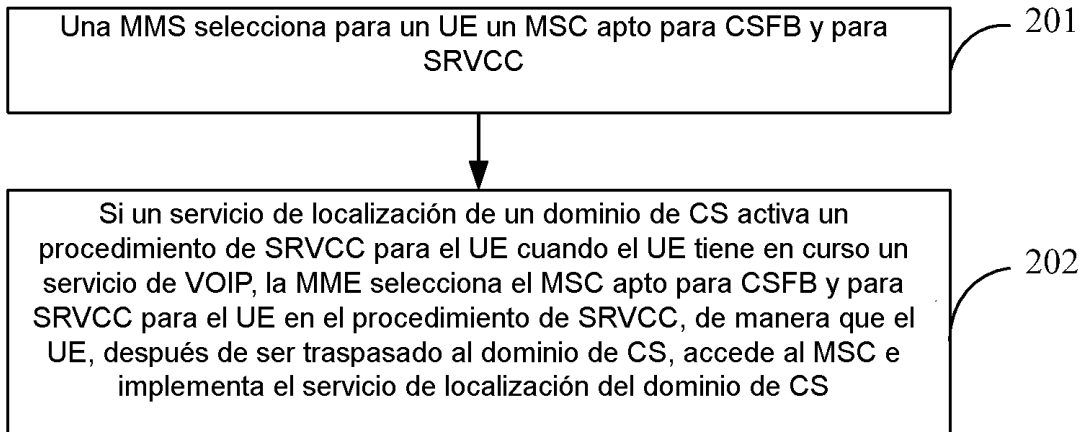 Una MMS selecciona para un UE un MSC apto para CSFB y para
SRVCC
201
Si un servicio de localización de un dominio de CS activa un
procedimiento de SRVCC para el UE cuando el UE tiene en curso un
servicio de VOIP, la MME selecciona el MSC apto para CSFB y para
SRVCC para el UE en el procedimiento de SRVCC, de manera que el
UE, después de ser traspasado al dominio de CS, accede al MSC e
implementa el servicio de localización del dominio de CS
202